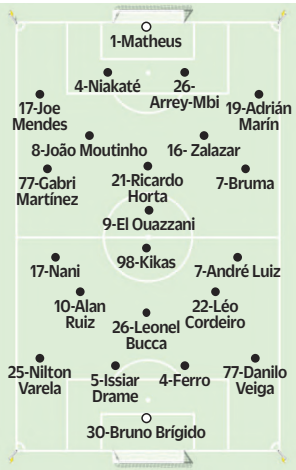 1-Matheus
4-Niakaté
26-
Arrey-Mbi
17-Joe
Mendes
19-Adrián
Marín
8-João Moutinho
16- Zalazar
77-Gabri
Martínez
21-Ricardo
Horta
7-Bruma
9-El Ouazzani
98-Kikas
17-Nani
7-André Luiz
10-Alan
Ruiz
22-Léo
Cordeiro
26-Leonel
Bucca
25-Nilton
Varela
5-Issiar
Drame
4-Ferro
77-Danilo
Veiga
30-Bruno Brígido